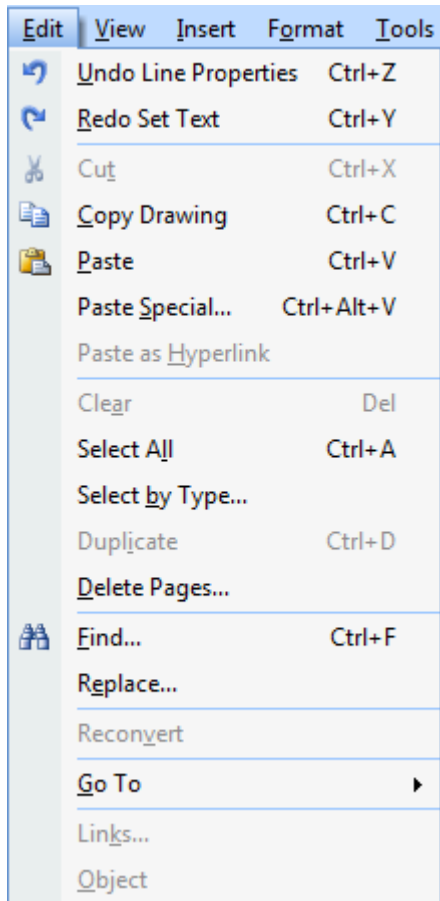 Edit View Insert Format Tools
Undo Line Properties Ctrl+Z
Redo Set Text Ctrl+Y
Cut Ctrl+X
Copy Drawing Ctrl+C
Paste Ctrl+V
Paste Special... Ctrl+Alt+V
Paste as Hyperlink
Clear Del
Select All Ctrl+A
Select by Type...
Duplicate Ctrl+D
Delete Pages...
Find... Ctrl+F
Replace...
Reconvert
Go To
Links...
Object